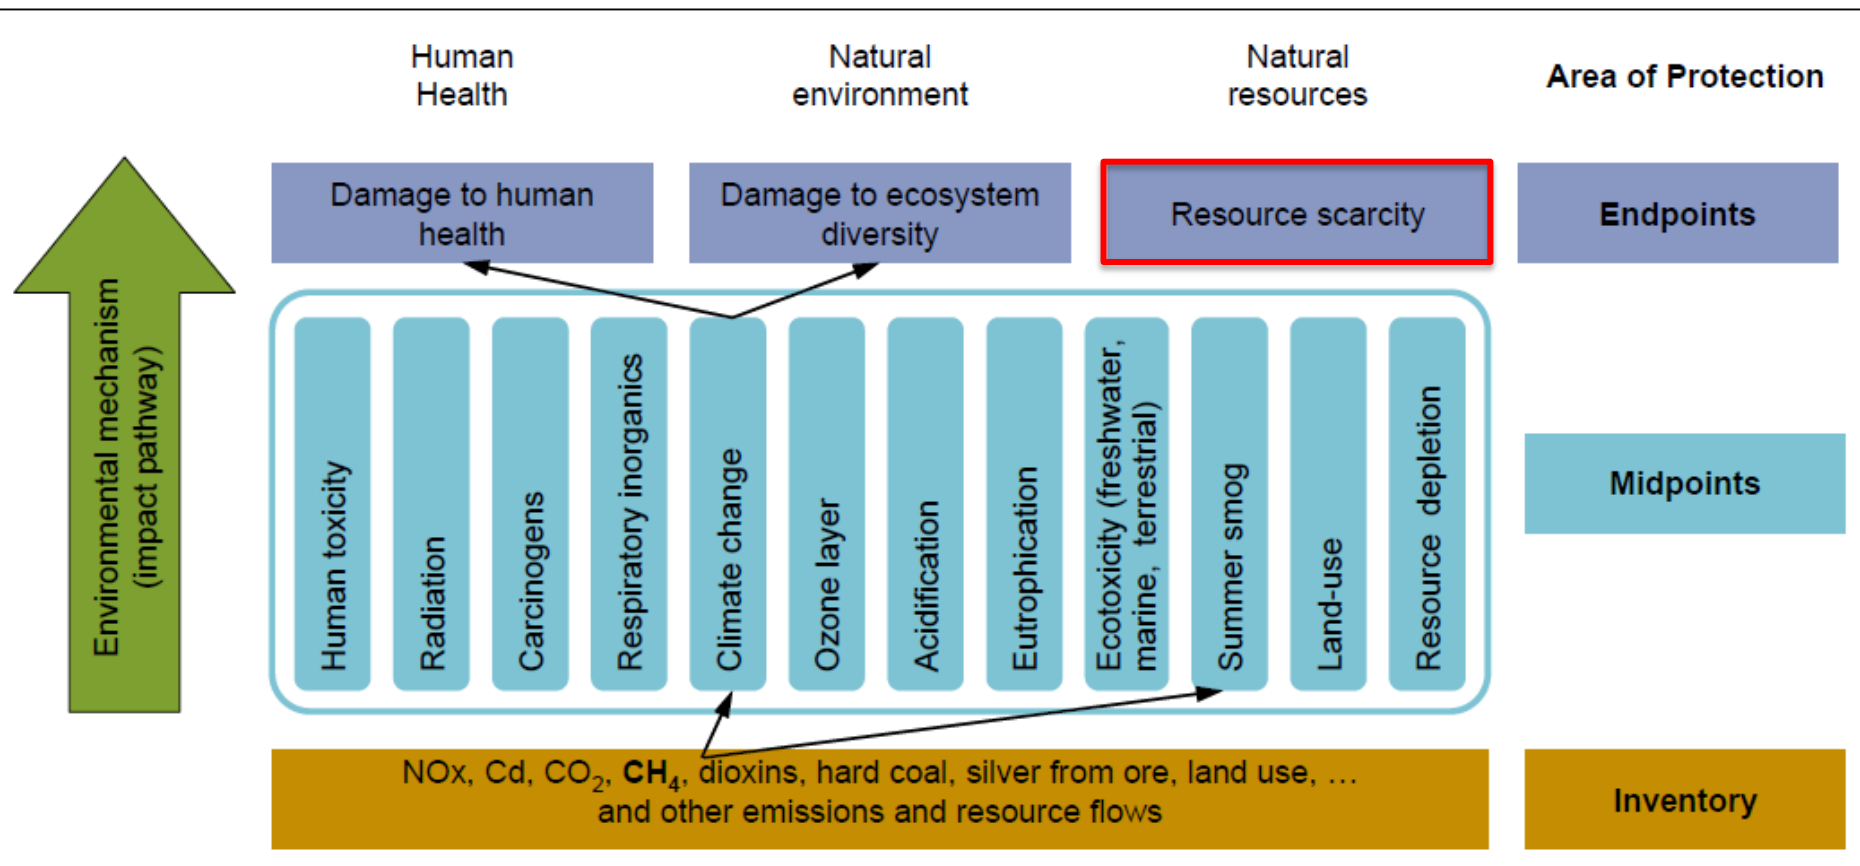 Human
Health
Natural
environment
Natural
resources
Area of Protection
Damage to human
health
Damage to ecosystem
diversity
Resource scarcity
Endpoints
Environmental mechanism
(impact pathway)
Human toxicity
Radiation
Carcinogens
Respiratory inorganics
Climate change
Ozone layer
Acidification
Eutrophication
Ecotoxicity (freshwater,
marine, terrestrial)
Summer smog
Land-use
Resource depletion
Midpoints
NOx, Cd, CO₂, CH₄, dioxins, hard coal, silver from ore, land use, …
and other emissions and resource flows
Inventory